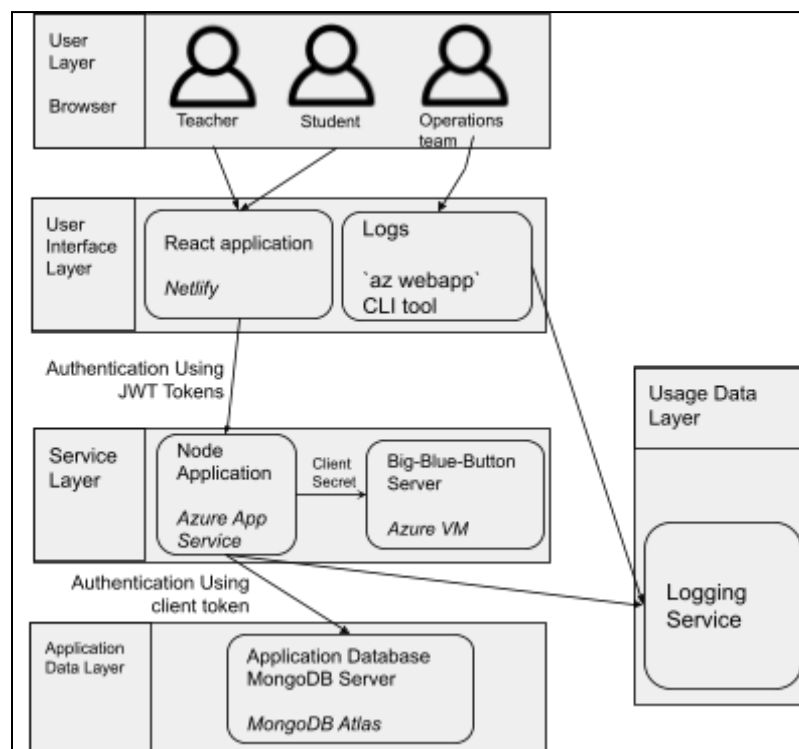 User
Layer
Browser
Teacher
Student
Operations
team
User
Interface
Layer
React application
Netlify
Logs
`az webapp`
CLI tool
Authentication Using
JWT Tokens
Usage Data
Layer
Service
Layer
Node
Application
Azure App
Service
Client
Secret
Big-Blue-Button
Server
Azure VM
Logging
Service
Authentication Using
client token
Application
Data Layer
Application Database
MongoDB Server
MongoDB Atlas